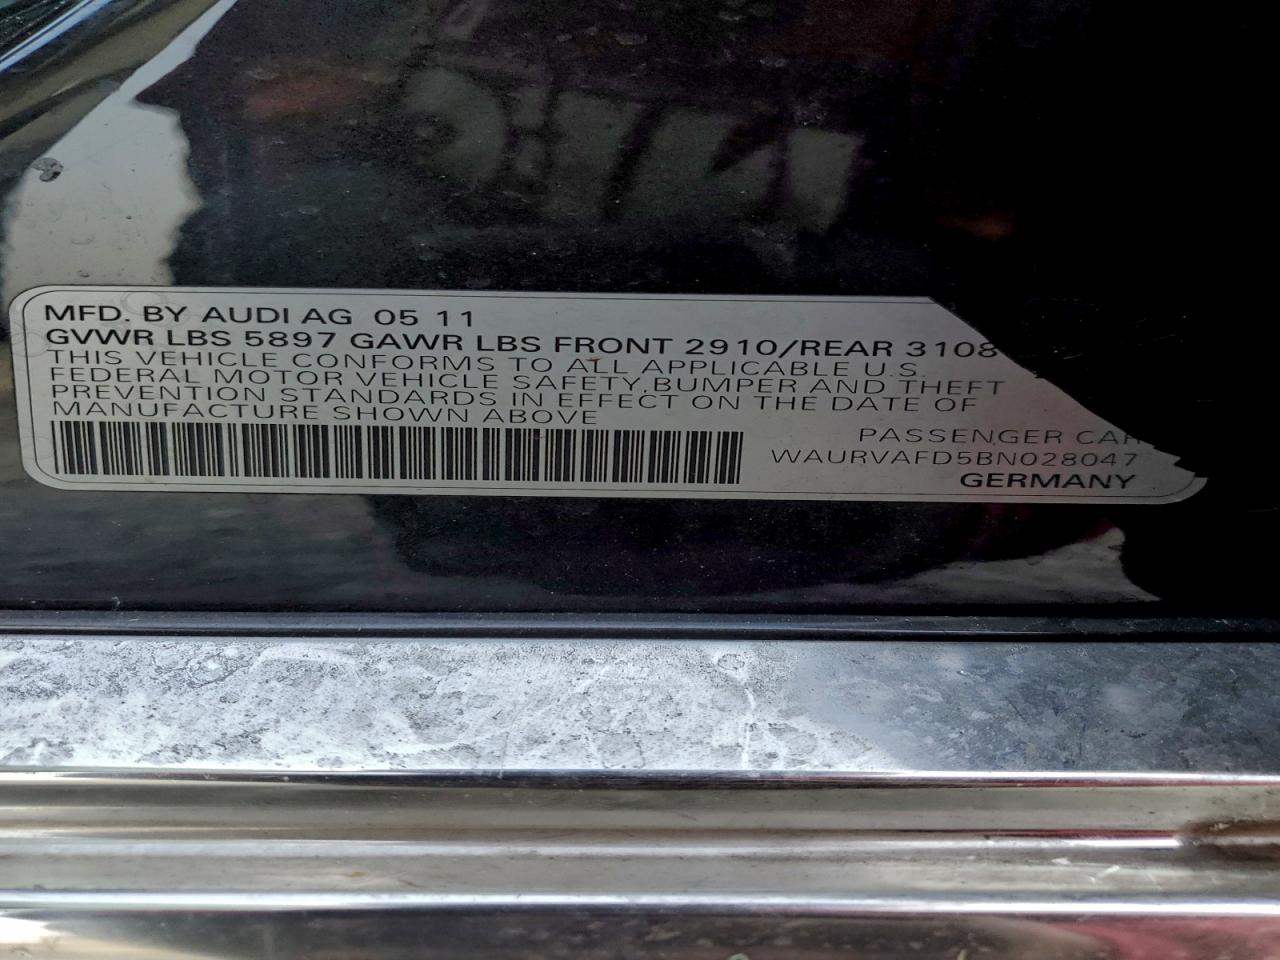 MFD. BY AUDI AG 05 11
GVWR LBS 5897 GAWR LBS FRONT 2910/REAR 3108
THIS VEHICLE CONFORMS TO ALL APPLICABLE U.S.
FEDERAL MOTOR VEHICLE SAFETY, BUMPER AND THEFT
PREVENTION STANDARDS IN EFFECT ON THE DATE OF
MANUFACTURE SHOWN ABOVE
PASSENGER CAR
WAURVAFD5BN028047
GERMANY